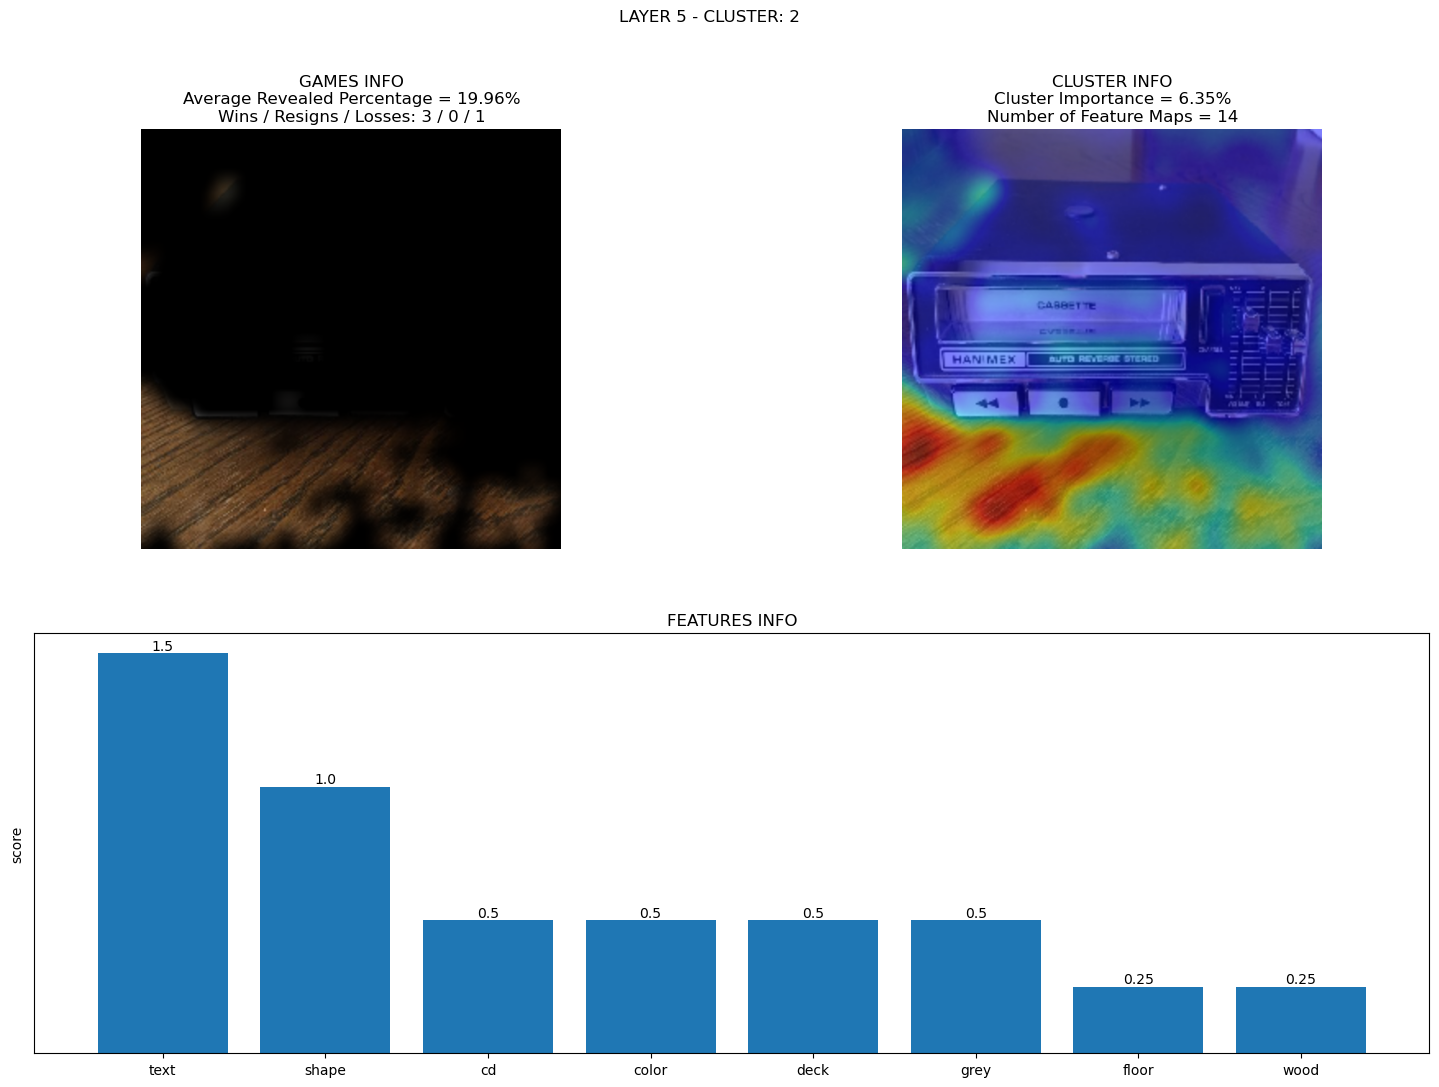 LAYER 5 - CLUSTER: 2
GAMES INFO
Average Revealed Percentage = 19.96%
Wins / Resigns / Losses: 3 / 0 / 1
CLUSTER INFO
Cluster Importance = 6.35%
Number of Feature Maps = 14
CASSETTE
HANIMEX
AUTO REVERSE STEREO
FEATURES INFO
score
1.5
1.0
0.5
0.5
0.5
0.5
0.25
0.25
text
shape
cd
color
deck
grey
floor
wood